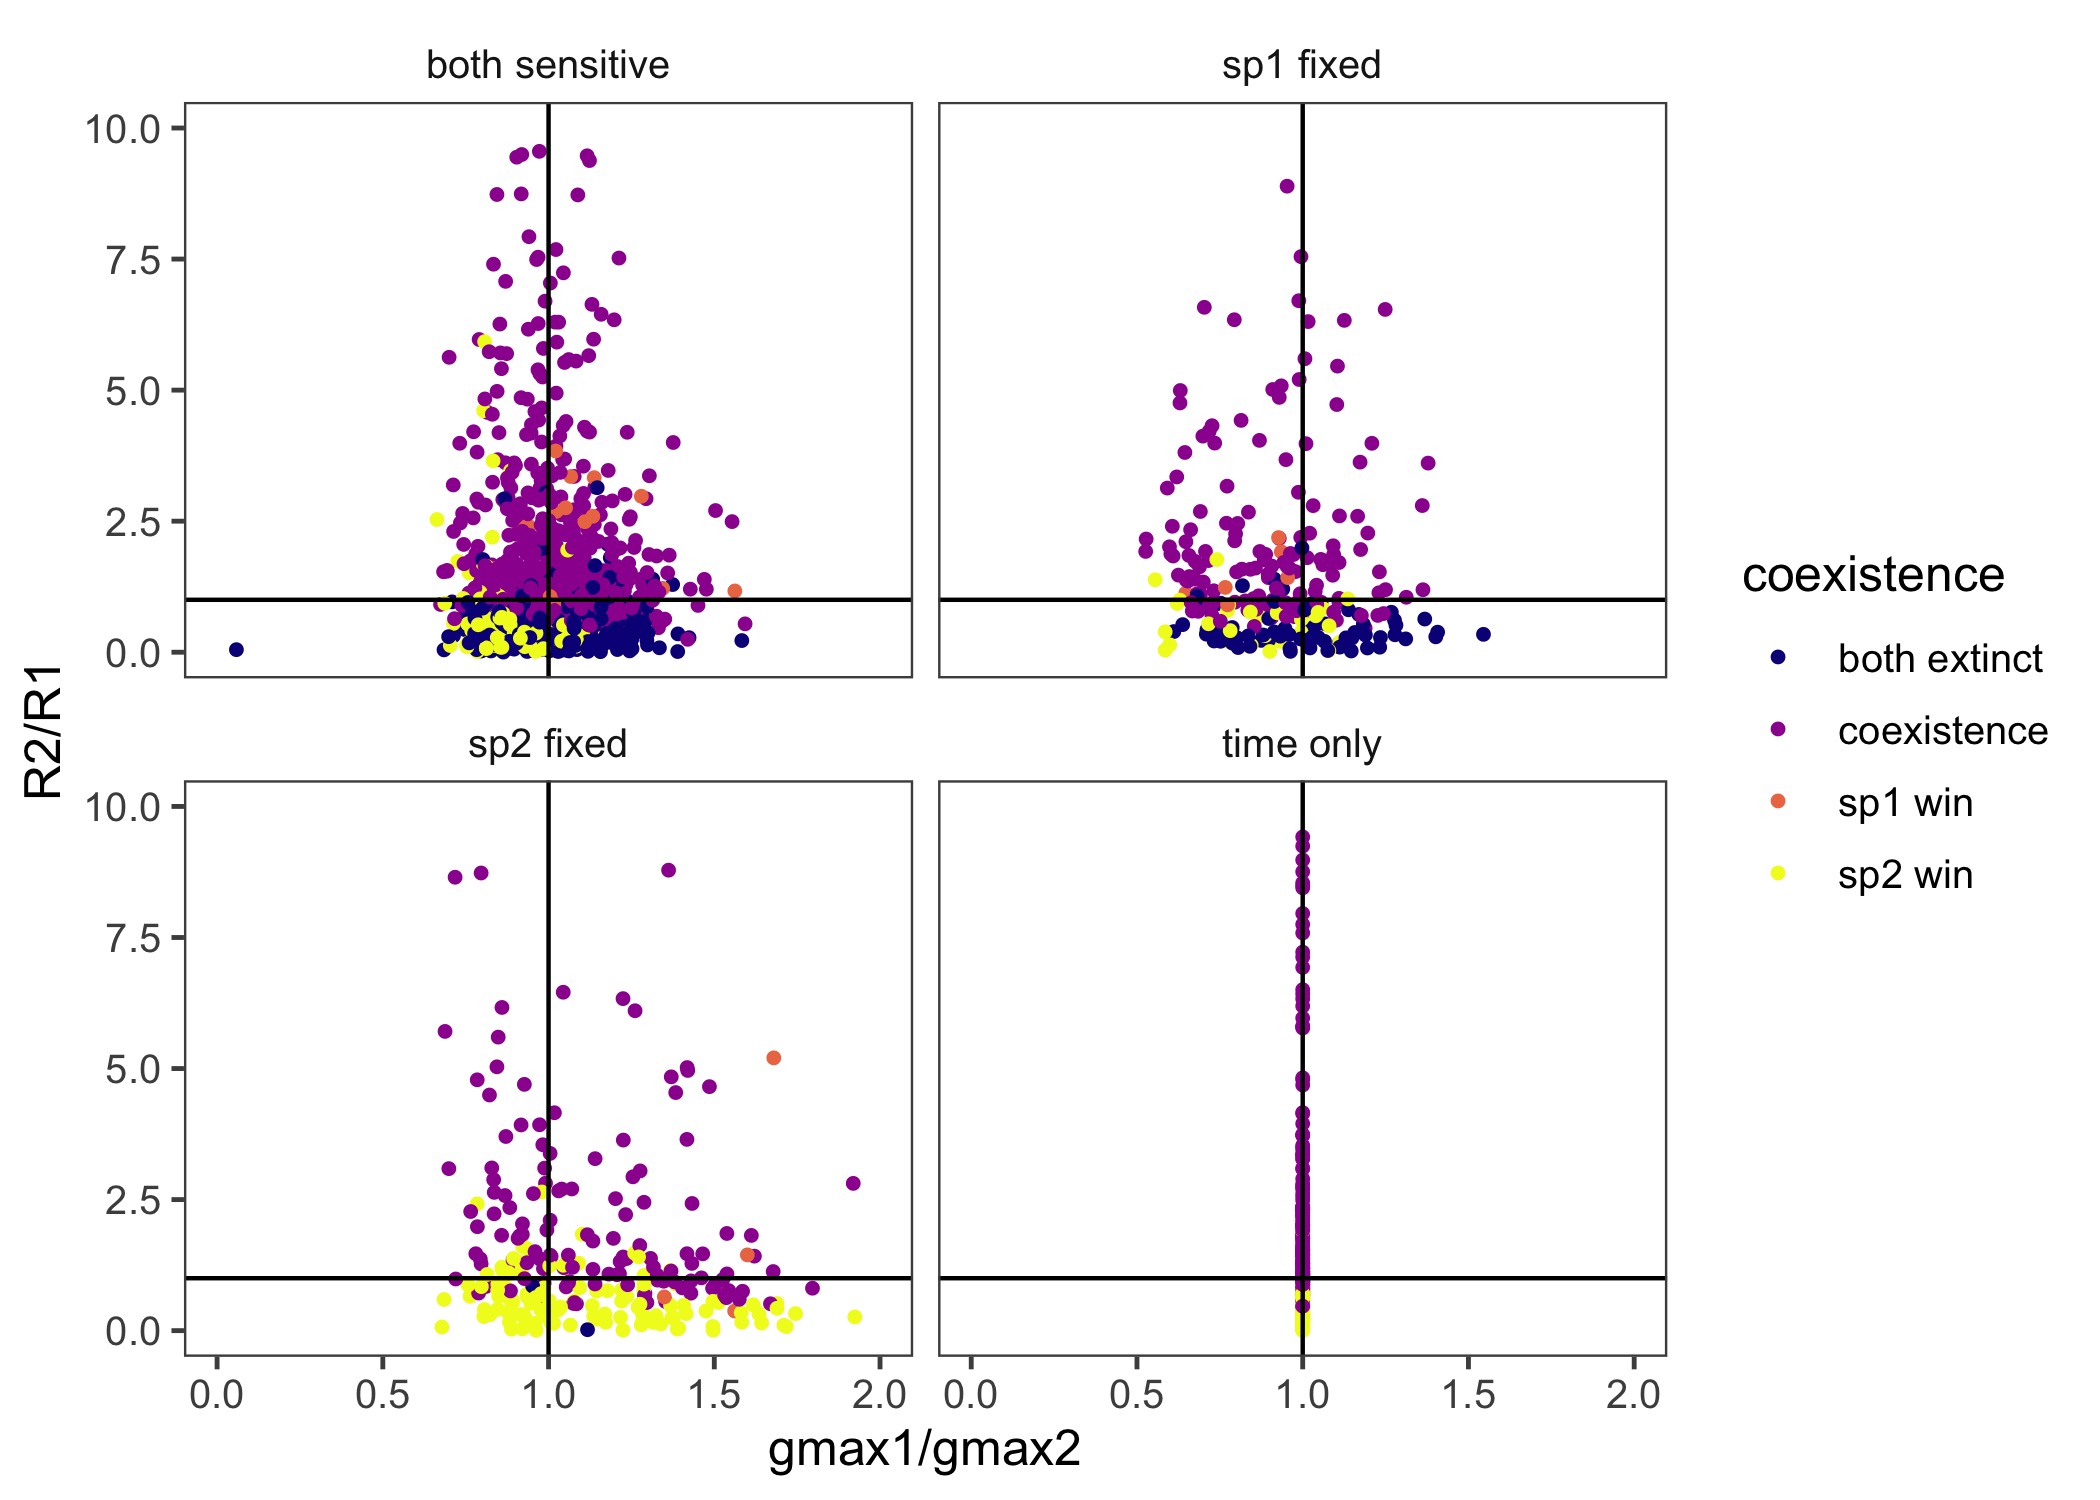 both sensitive
sp1 fixed
10.0
7.5
5.0
2.5
0.0
R2/R1
sp2 fixed
time only
10.0
7.5
5.0
2.5
0.0
0.0 0.5 1.0 1.5 2.0
0.0 0.5 1.0 1.5 2.0
gmax1/gmax2
coexistence
both extinct
coexistence
sp1 win
sp2 win